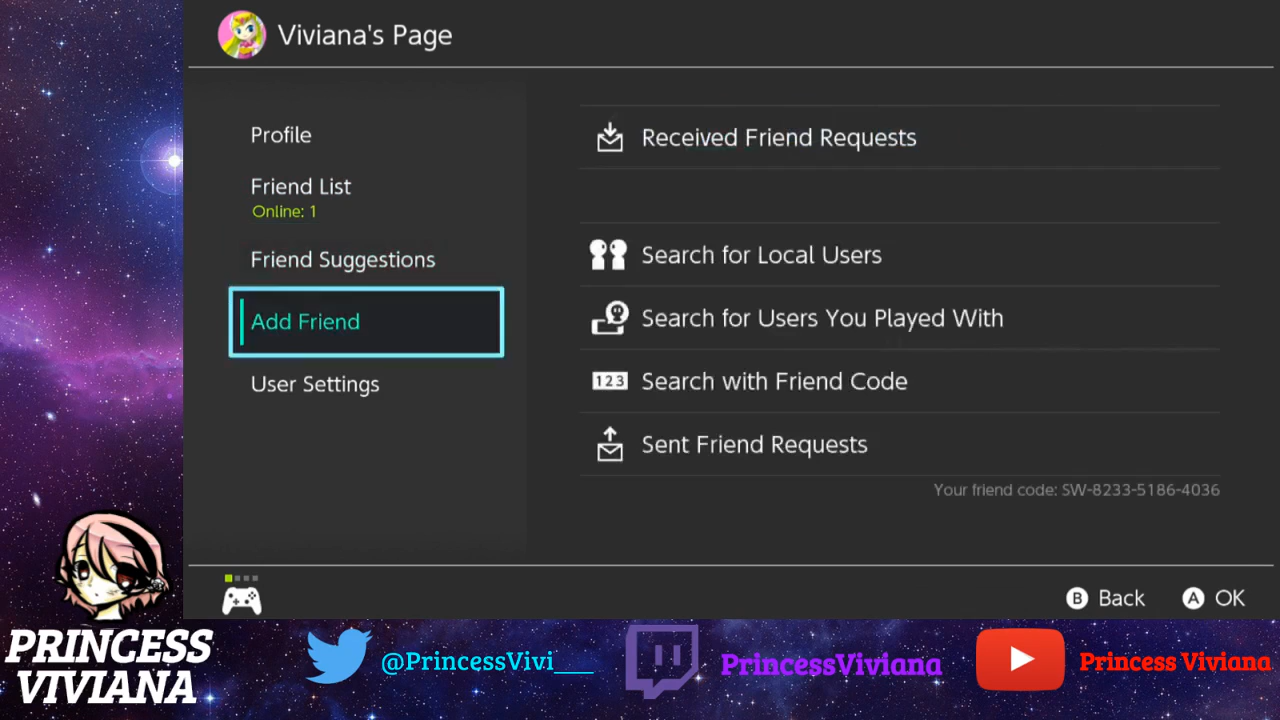 Viviana's Page
Profile
Friend List
Online: 1
Friend Suggestions
Add Friend
User Settings
Received Friend Requests
Search for Local Users
Search for Users You Played With
123 Search with Friend Code
Sent Friend Requests
Your friend code: SW-8233-5186-4036
B Back
A OK
PRINCESS
VIVIANA
@PrincessVivi___
PrincessViviana
Princess Viviana